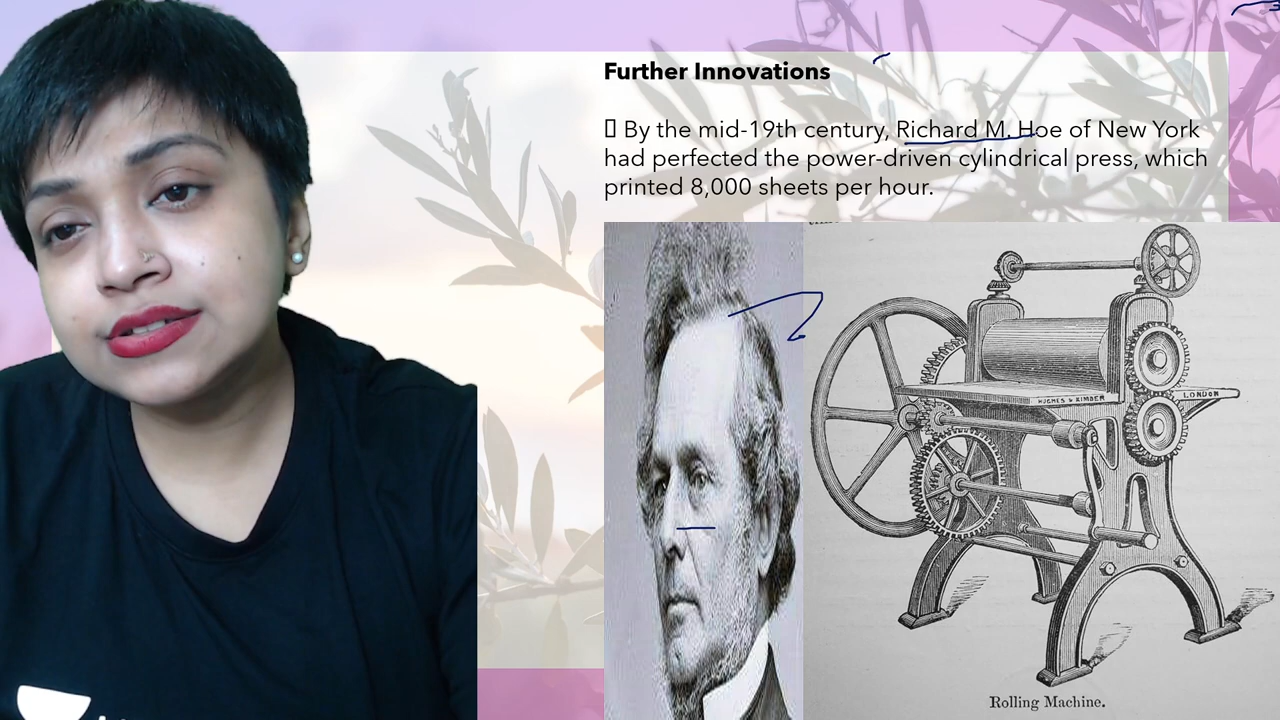 Further Innovations
By the mid-19th century, Richard M. Hoe of New York
had perfected the power-driven cylindrical press, which
printed 8,000 sheets per hour.
HUGHES & KIMBER LONDON
Rolling Machine.